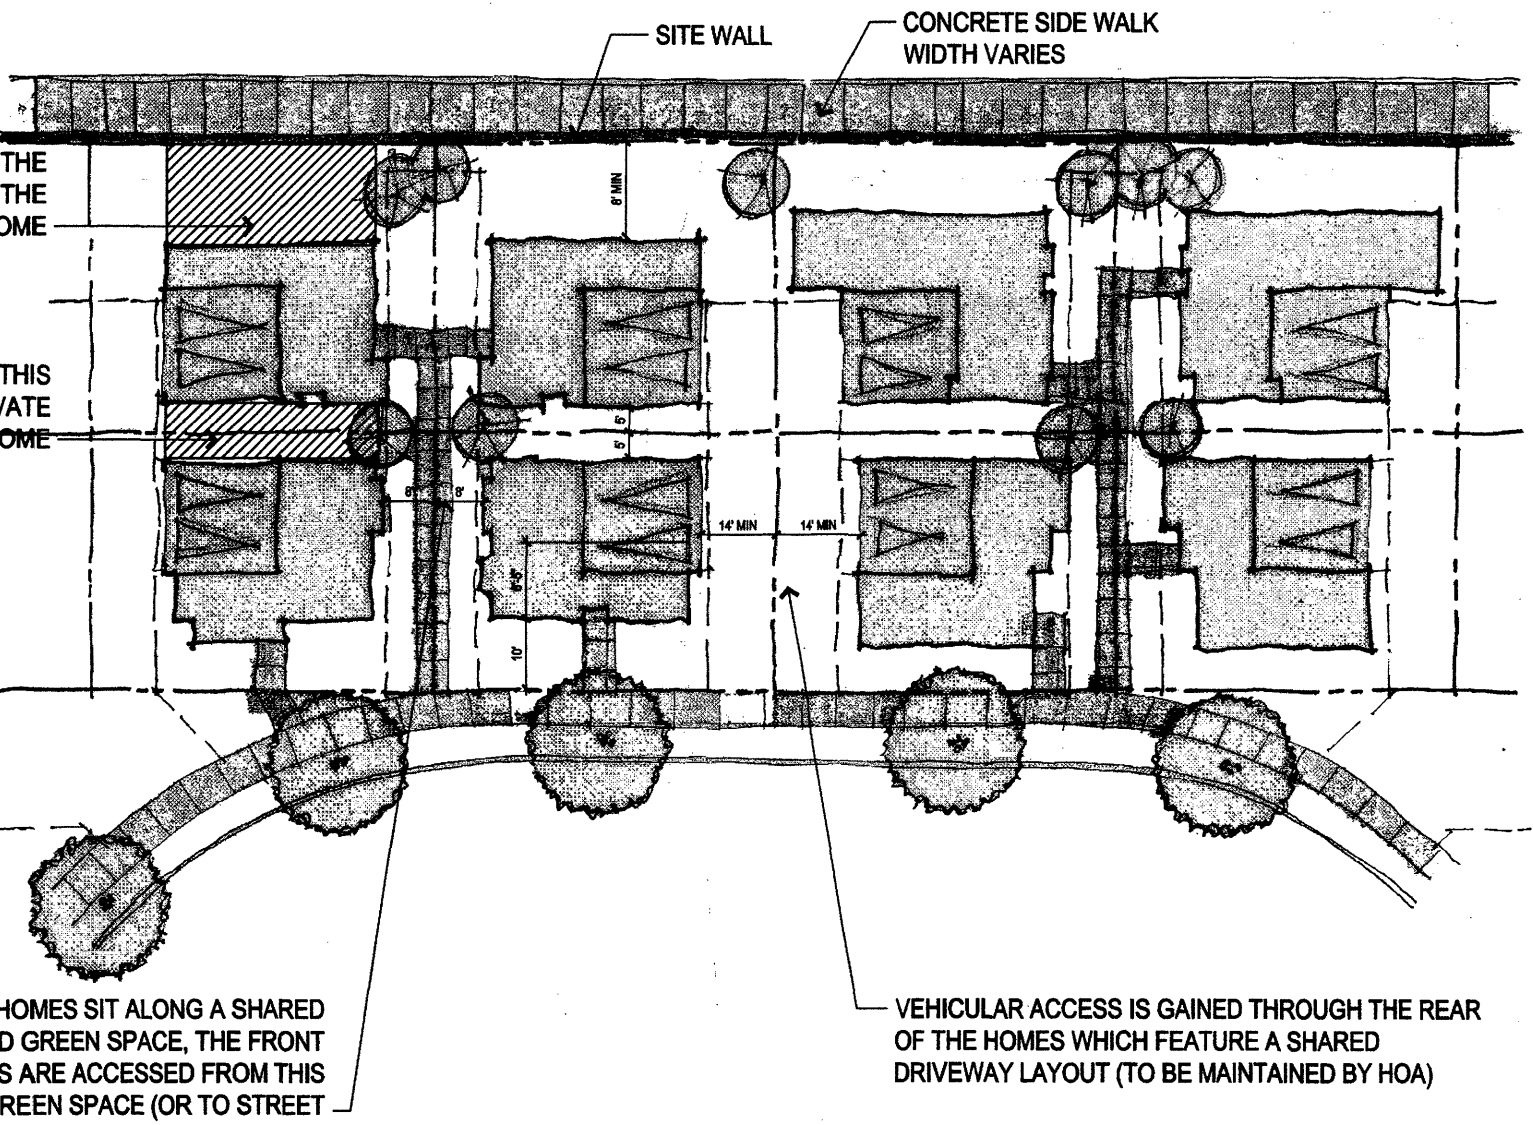 SITE WALL
CONCRETE SIDE WALK
WIDTH VARIES
THE
THE
OME
8' MIN
THIS
VATE
OME
5'
5'
8'
8'
14' MIN
14' MIN
10'
HOMES SIT ALONG A SHARED
D GREEN SPACE, THE FRONT
S ARE ACCESSED FROM THIS
REEN SPACE (OR TO STREET
VEHICULAR ACCESS IS GAINED THROUGH THE REAR
OF THE HOMES WHICH FEATURE A SHARED
DRIVEWAY LAYOUT (TO BE MAINTAINED BY HOA)